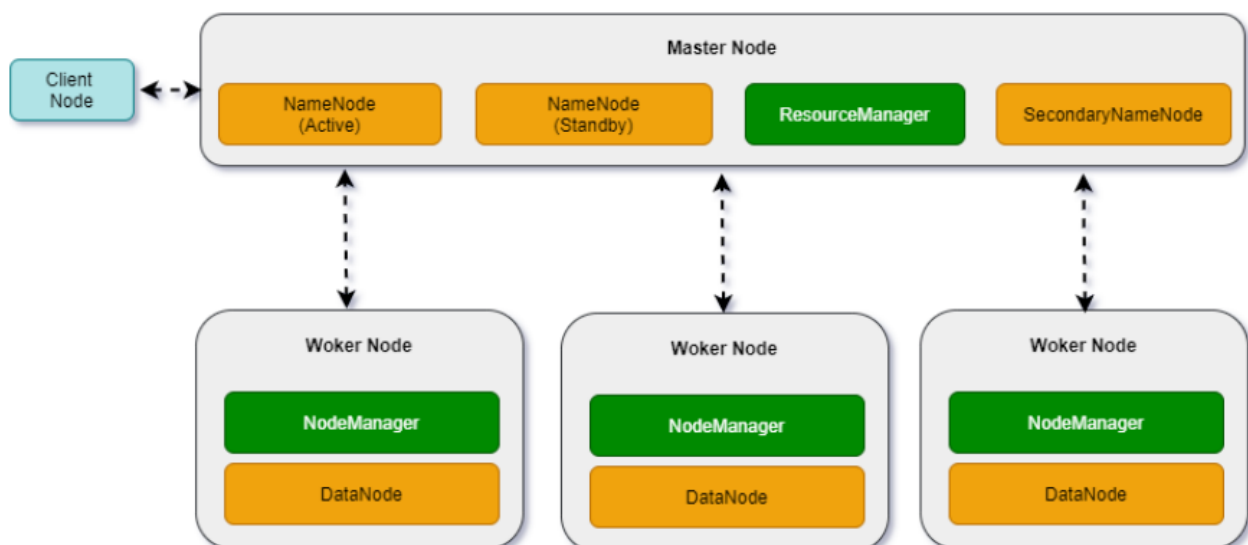 Master Node
Client
Node
NameNode
(Active)
NameNode
(Standby)
ResourceManager
SecondaryNameNode
Woker Node
Woker Node
Woker Node
NodeManager
NodeManager
NodeManager
DataNode
DataNode
DataNode